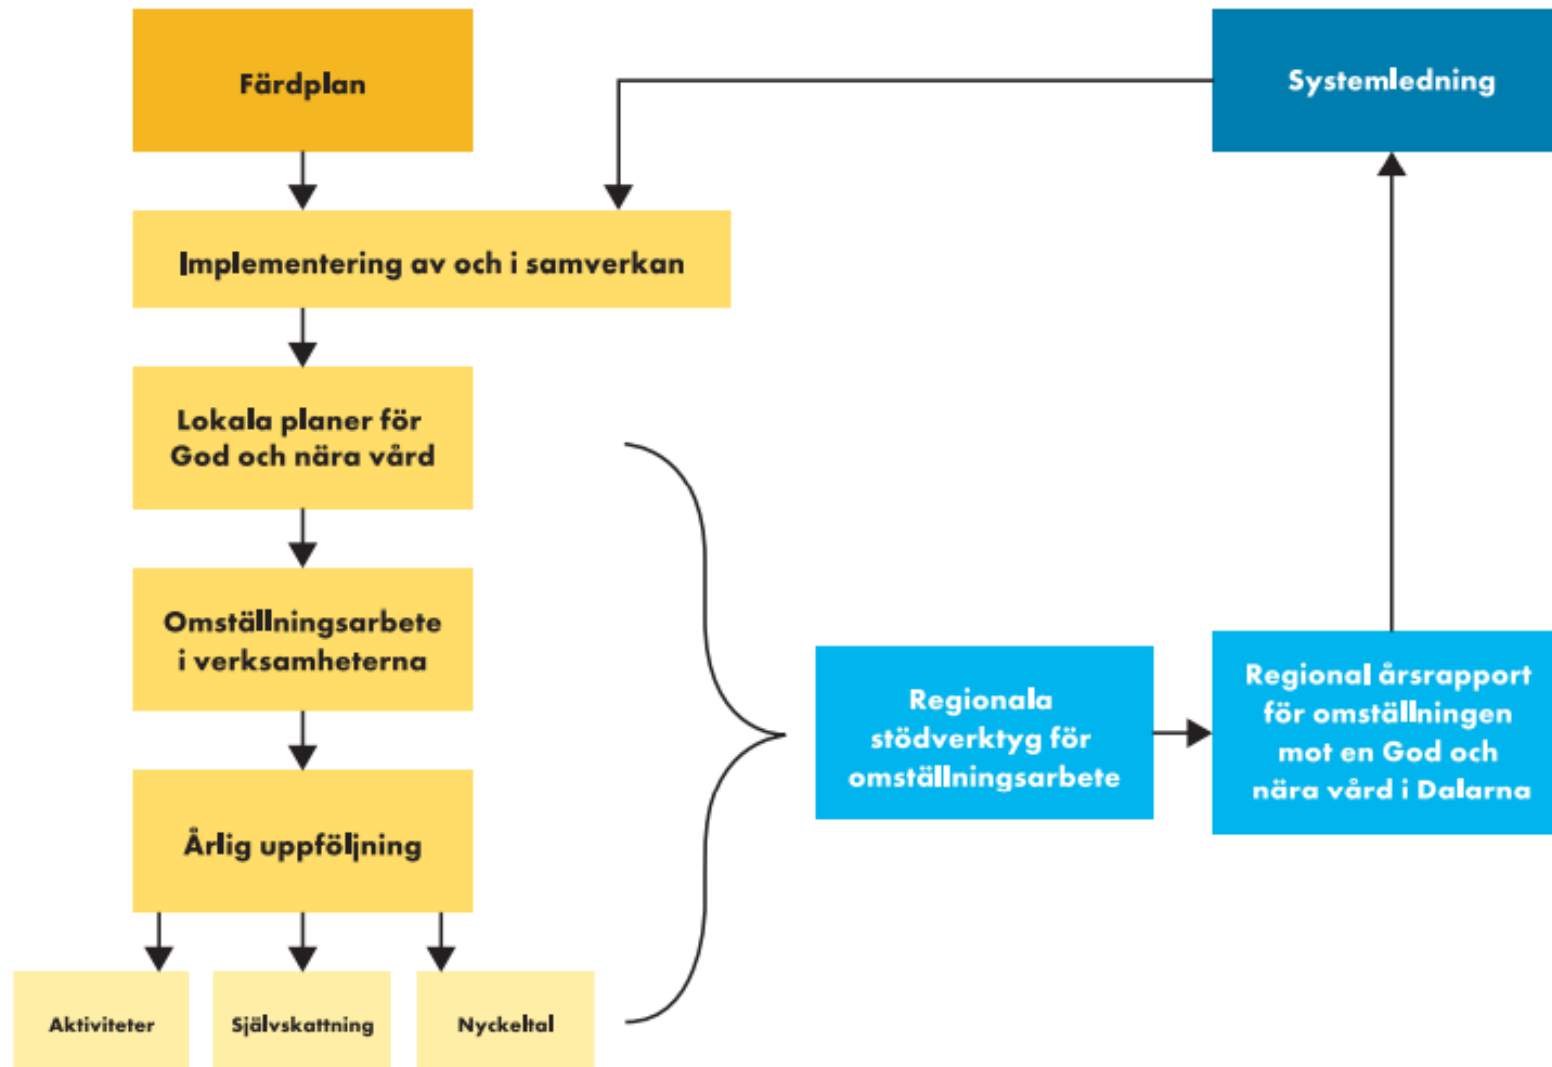 Färdplan
Systemledning
Implementering av och i samverkan
Lokala planer för
God och nära vård
Omställningsarbete
i verksamheterna
Regionala
stödverktyg för
omställningsarbete
Regional årsrapport
för omställningen
mot en God och
nära vård i Dalarna
Årlig uppföljning
Aktiviteter
Självskattning
Nyckeltal